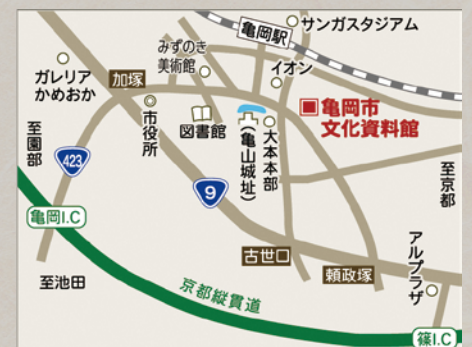 サンガスタジアム
亀岡駅
みずのき
美術館
イオン
ガレリア
かめおか
加塚
市役所
図書館
大本本部
(亀山城址)
亀岡市
文化資料館
至園部
423
9
至京都
亀岡I.C
古世口
頼政塚
アルプラザ
至池田
京都縦貫道
篠I.C